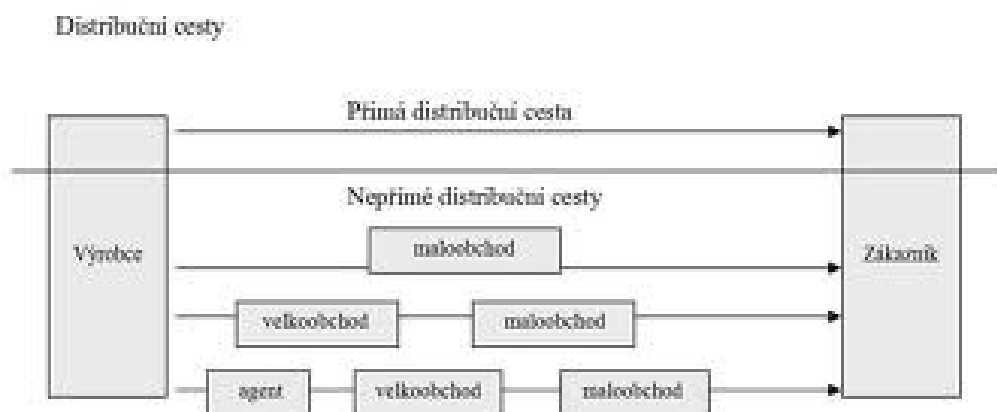 Distribuční cesty
Přímá distribuční cesta
Nepřímé distribuční cesty
Výrobce
maloobchod
Zákazník
velkoobchod maloobchod
agent velkoobchod maloobchod